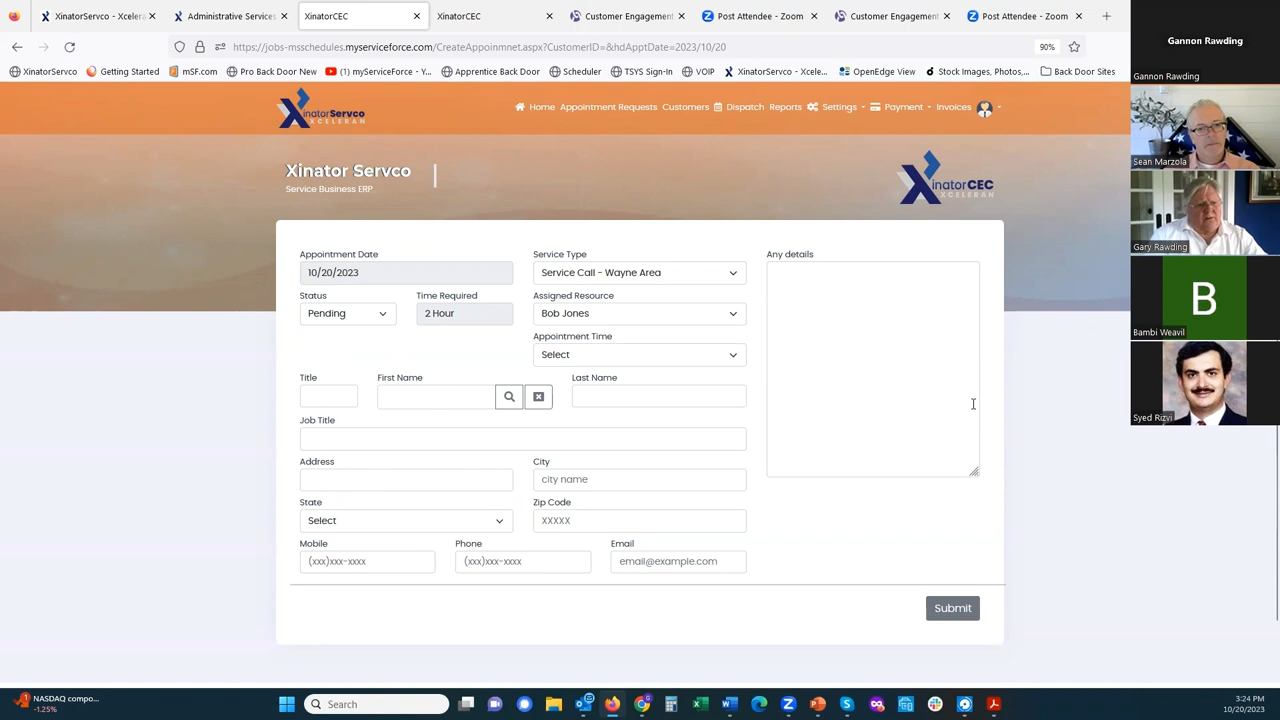 XinatorServco - Xcelera
Administrative Services
XinatorCEC
XinatorCEC
Customer Engagement
Post Attendee - Zoom
Customer Engagement
Post Attendee - Zoom
https://jobs-msschedules.myserviceforce.com/CreateAppoinmnet.aspx?CustomerID=&hdApptDate=2023/10/20
90%
XinatorServco
Getting Started
mSF.com
Pro Back Door New
(1) myServiceForce - Y...
Apprentice Back Door
Scheduler
TSYS Sign-In
VOIP
XinatorServco - Xcele...
OpenEdge View
Stock Images, Photos,...
Back Door Sites
XinatorServco
XCELERAN
Home
Appointment Requests
Customers
Dispatch
Reports
Settings
Payment
Invoices
Xinator Servco
Service Business ERP
XinatorCEC
XCELERAN
Appointment Date
10/20/2023
Service Type
Service Call - Wayne Area
Any details
Status
Pending
Time Required
2 Hour
Assigned Resource
Bob Jones
Appointment Time
Select
Title
First Name
Last Name
Job Title
Address
City
city name
State
Select
Zip Code
XXXXX
Mobile
(xxx)xxx-xxxx
Phone
(xxx)xxx-xxxx
Email
email@example.com
Submit
Gannon Rawding
Gannon Rawding
Sean Marzola
Gary Rawding
B
Bambi Weavil
Syed Rizvi
1
NASDAQ compo...
-1.25%
Search
3:24 PM
10/20/2023